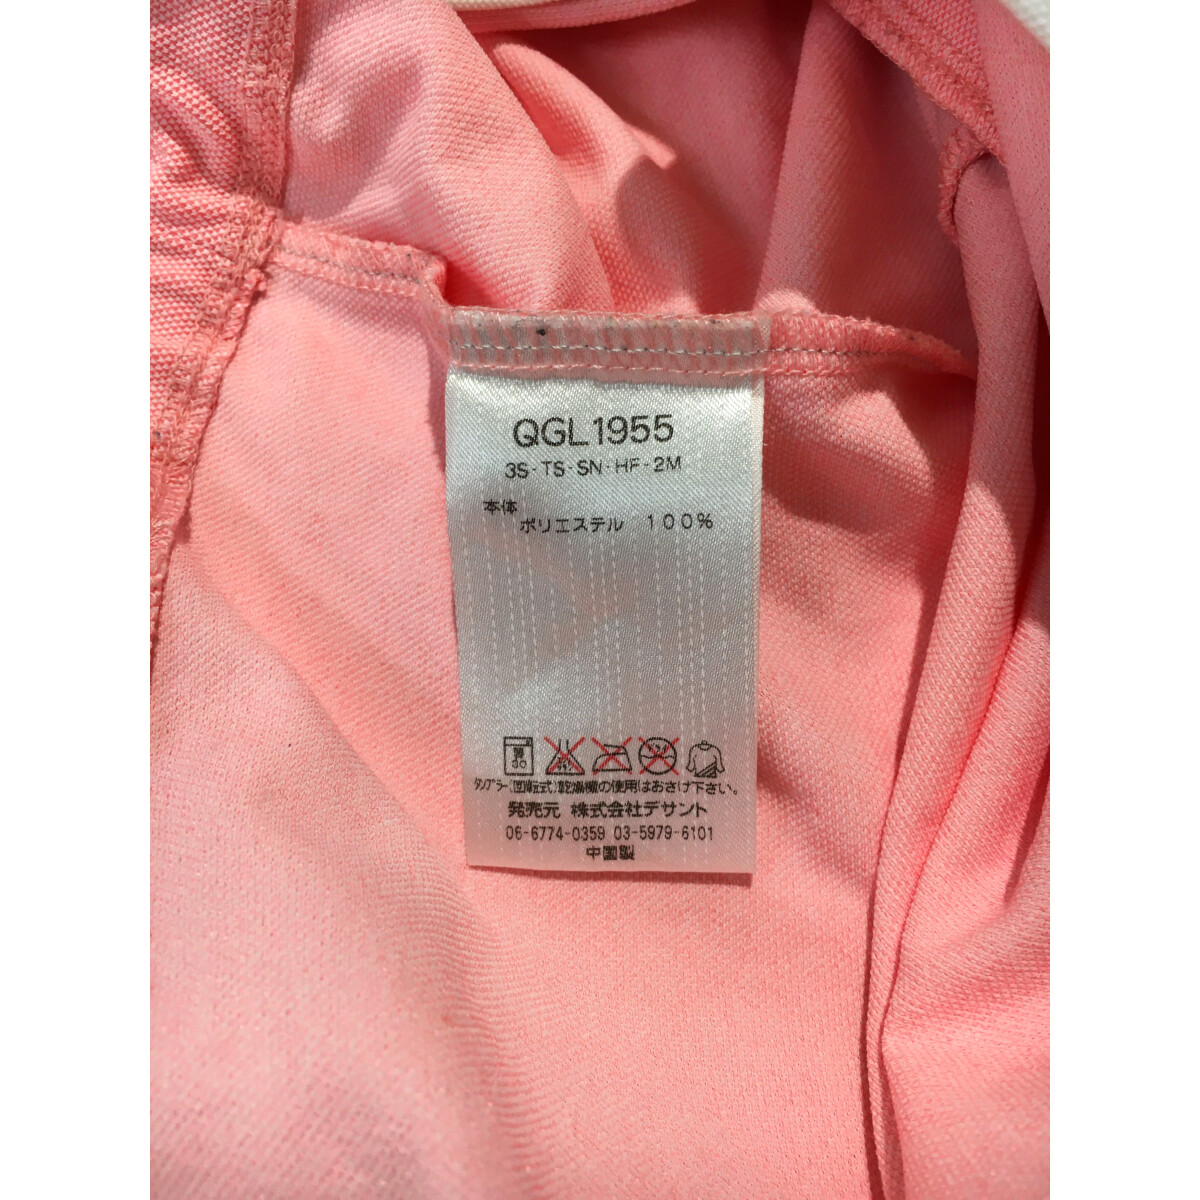 QGL1955
3S-TS-SN-HF-2M
本体
ポリエステル 100%
30
タンブラー(回転式)乾燥機の使用はおさけ下さい。
発売元 株式会社デサント
06-6774-0359 03-5979-6101
中国製